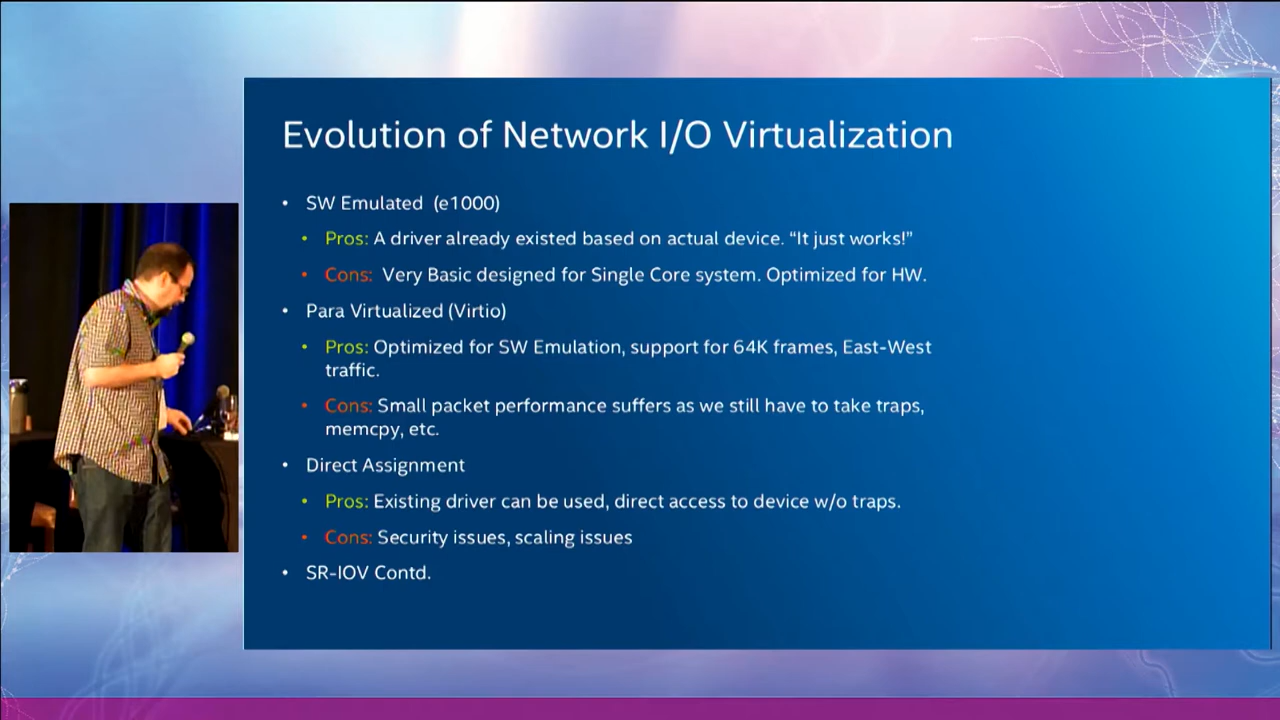 Evolution of Network I/O Virtualization
• SW Emulated (e1000)
• Pros: A driver already existed based on actual device. “It just works!”
• Cons: Very Basic designed for Single Core system. Optimized for HW.
• Para Virtualized (Virtio)
• Pros: Optimized for SW Emulation, support for 64K frames, East-West
traffic.
• Cons: Small packet performance suffers as we still have to take traps,
memcpy, etc.
• Direct Assignment
• Pros: Existing driver can be used, direct access to device w/o traps.
• Cons: Security issues, scaling issues
• SR-IOV Contd.